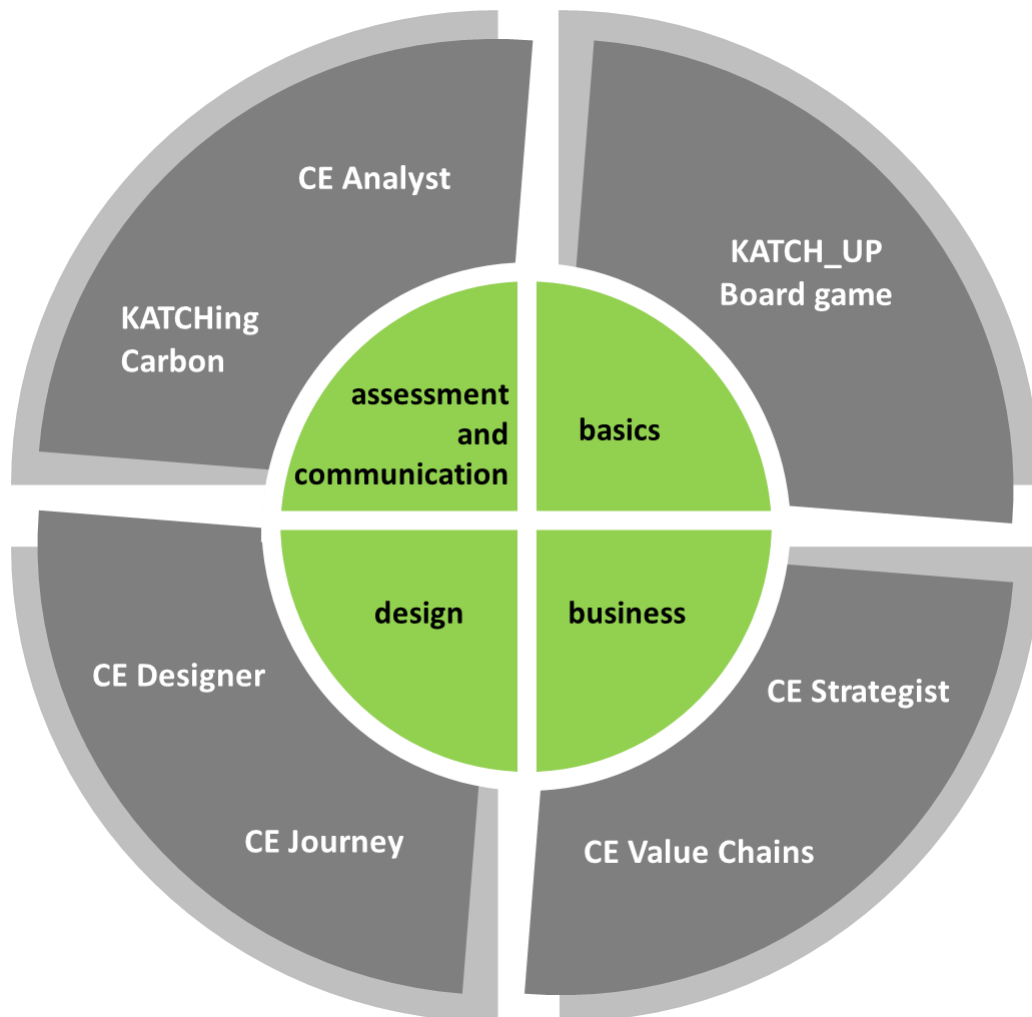 CE Analyst
KATCHing
Carbon
assessment
and
communication
KATCH_UP
Board game
basics
design
CE Designer
CE Journey
business
CE Strategist
CE Value Chains